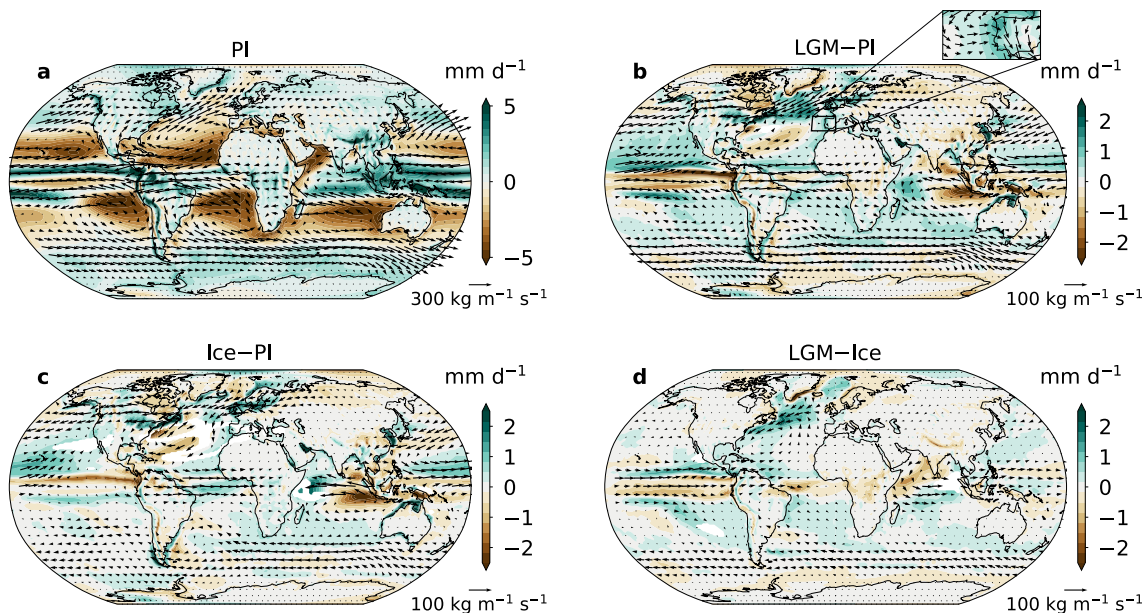 PI
a
mm d⁻¹
5
0
−5
300 kg m⁻¹ s⁻¹
LGM−PI
b
mm d⁻¹
2
1
0
−1
−2
100 kg m⁻¹ s⁻¹
Ice−PI
c
mm d⁻¹
2
1
0
−1
−2
100 kg m⁻¹ s⁻¹
LGM−Ice
d
mm d⁻¹
2
1
0
−1
−2
100 kg m⁻¹ s⁻¹